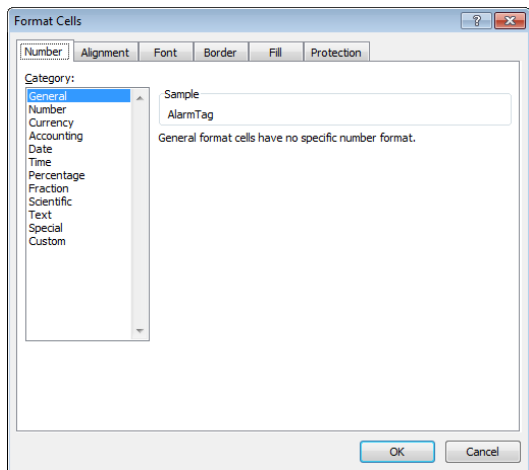 Format Cells
Number Alignment Font Border Fill Protection
Category:
General
Number
Currency
Accounting
Date
Time
Percentage
Fraction
Scientific
Text
Special
Custom
Sample
AlarmTag
General format cells have no specific number format.
OK Cancel